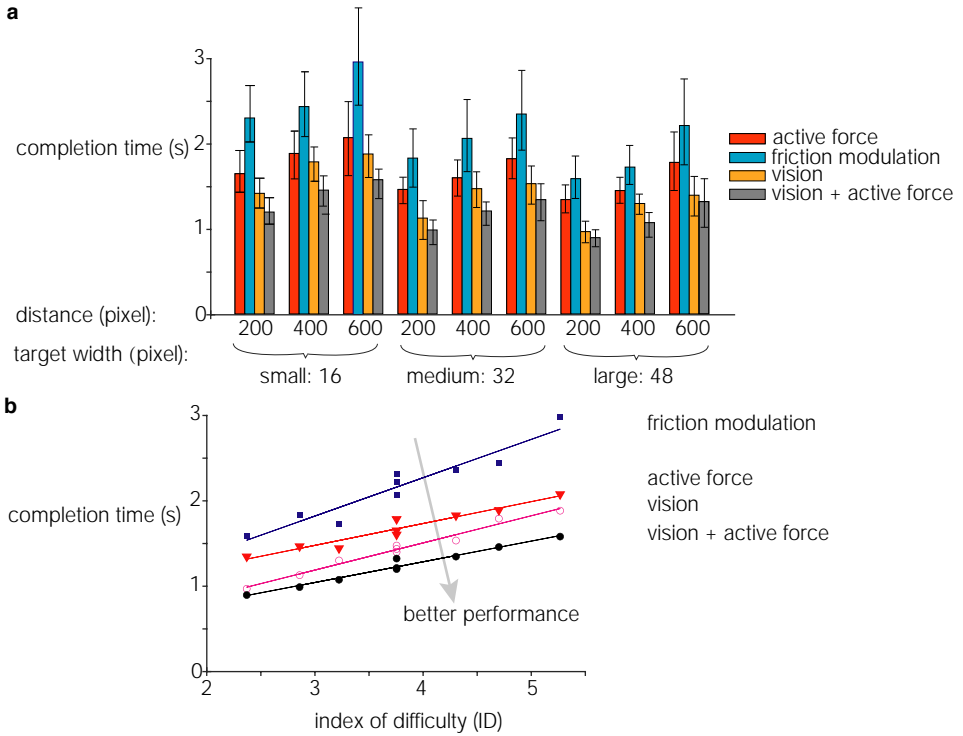 a
3
2
1
0
completion time (s)
active force
friction modulation
vision
vision + active force
distance (pixel):
200 400 600 200 400 600 200 400 600
target width (pixel):
small: 16 medium: 32 large: 48
b
3
2
1
0
completion time (s)
friction modulation
active force
vision
vision + active force
better performance
2 3 4 5
index of difficulty (ID)